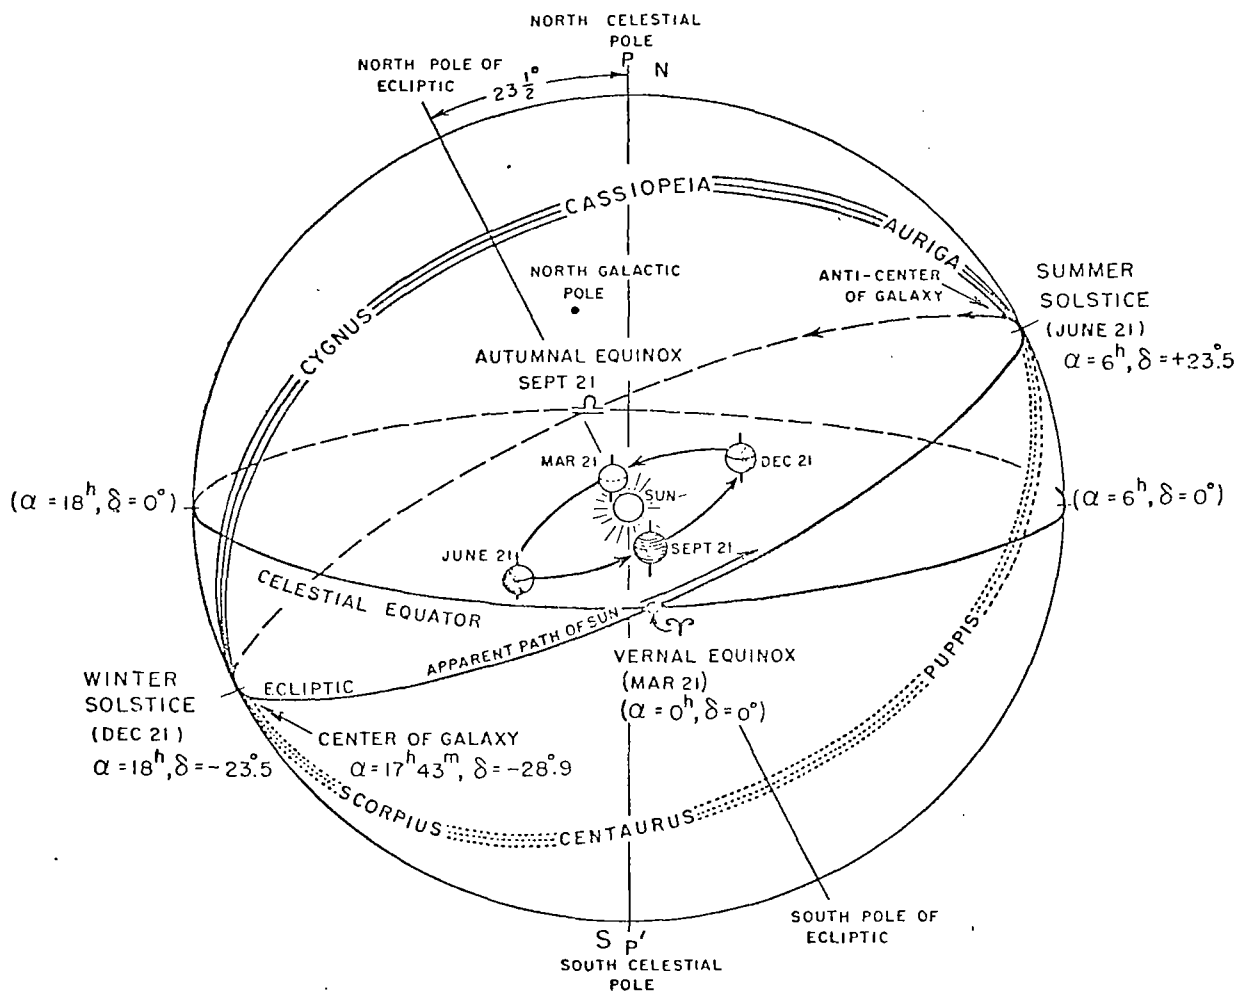 NORTH CELESTIAL
POLE
P
N
NORTH POLE OF
ECLIPTIC
23 1/2°
CASSIOPEIA
AURIGA
CYGNUS
NORTH GALACTIC
POLE
ANTI-CENTER
OF GALAXY
SUMMER
SOLSTICE
(JUNE 21)
α = 6ʰ, δ = +23°.5
AUTUMNAL EQUINOX
SEPT 21
♎
MAR 21
DEC 21
SUN
(α = 18ʰ, δ = 0°)
(α = 6ʰ, δ = 0°)
JUNE 21
SEPT 21
CELESTIAL EQUATOR
APPARENT PATH OF SUN
♈
VERNAL EQUINOX
(MAR 21)
(α = 0ʰ, δ = 0°)
PUPPIS
WINTER
SOLSTICE
(DEC 21)
α = 18ʰ, δ = -23°.5
ECLIPTIC
CENTER OF GALAXY
α = 17ʰ 43ᵐ, δ = -28°.9
SCORPIUS
CENTAURUS
SOUTH POLE OF
ECLIPTIC
S
P'
SOUTH CELESTIAL
POLE